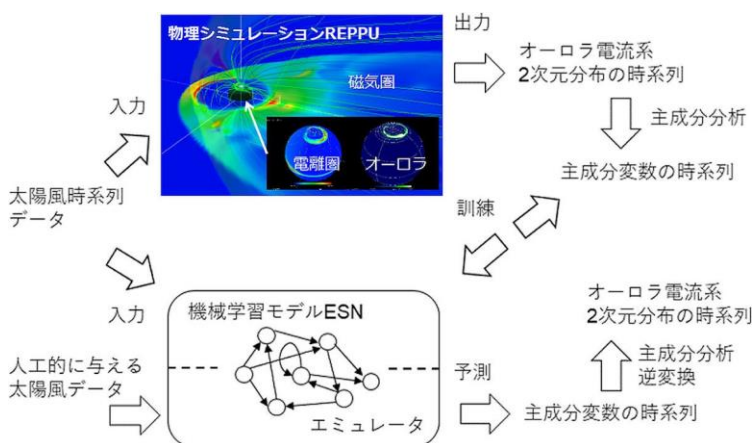 物理シミュレーションREPPU
磁気圏
電離圏
オーロラ
出力
オーロラ電流系
2次元分布の時系列
主成分分析
主成分変数の時系列
入力
太陽風時系列
データ
訓練
入力
機械学習モデルESN
エミュレータ
人工的に与える
太陽風データ
予測
主成分変数の時系列
主成分分析
逆変換
オーロラ電流系
2次元分布の時系列